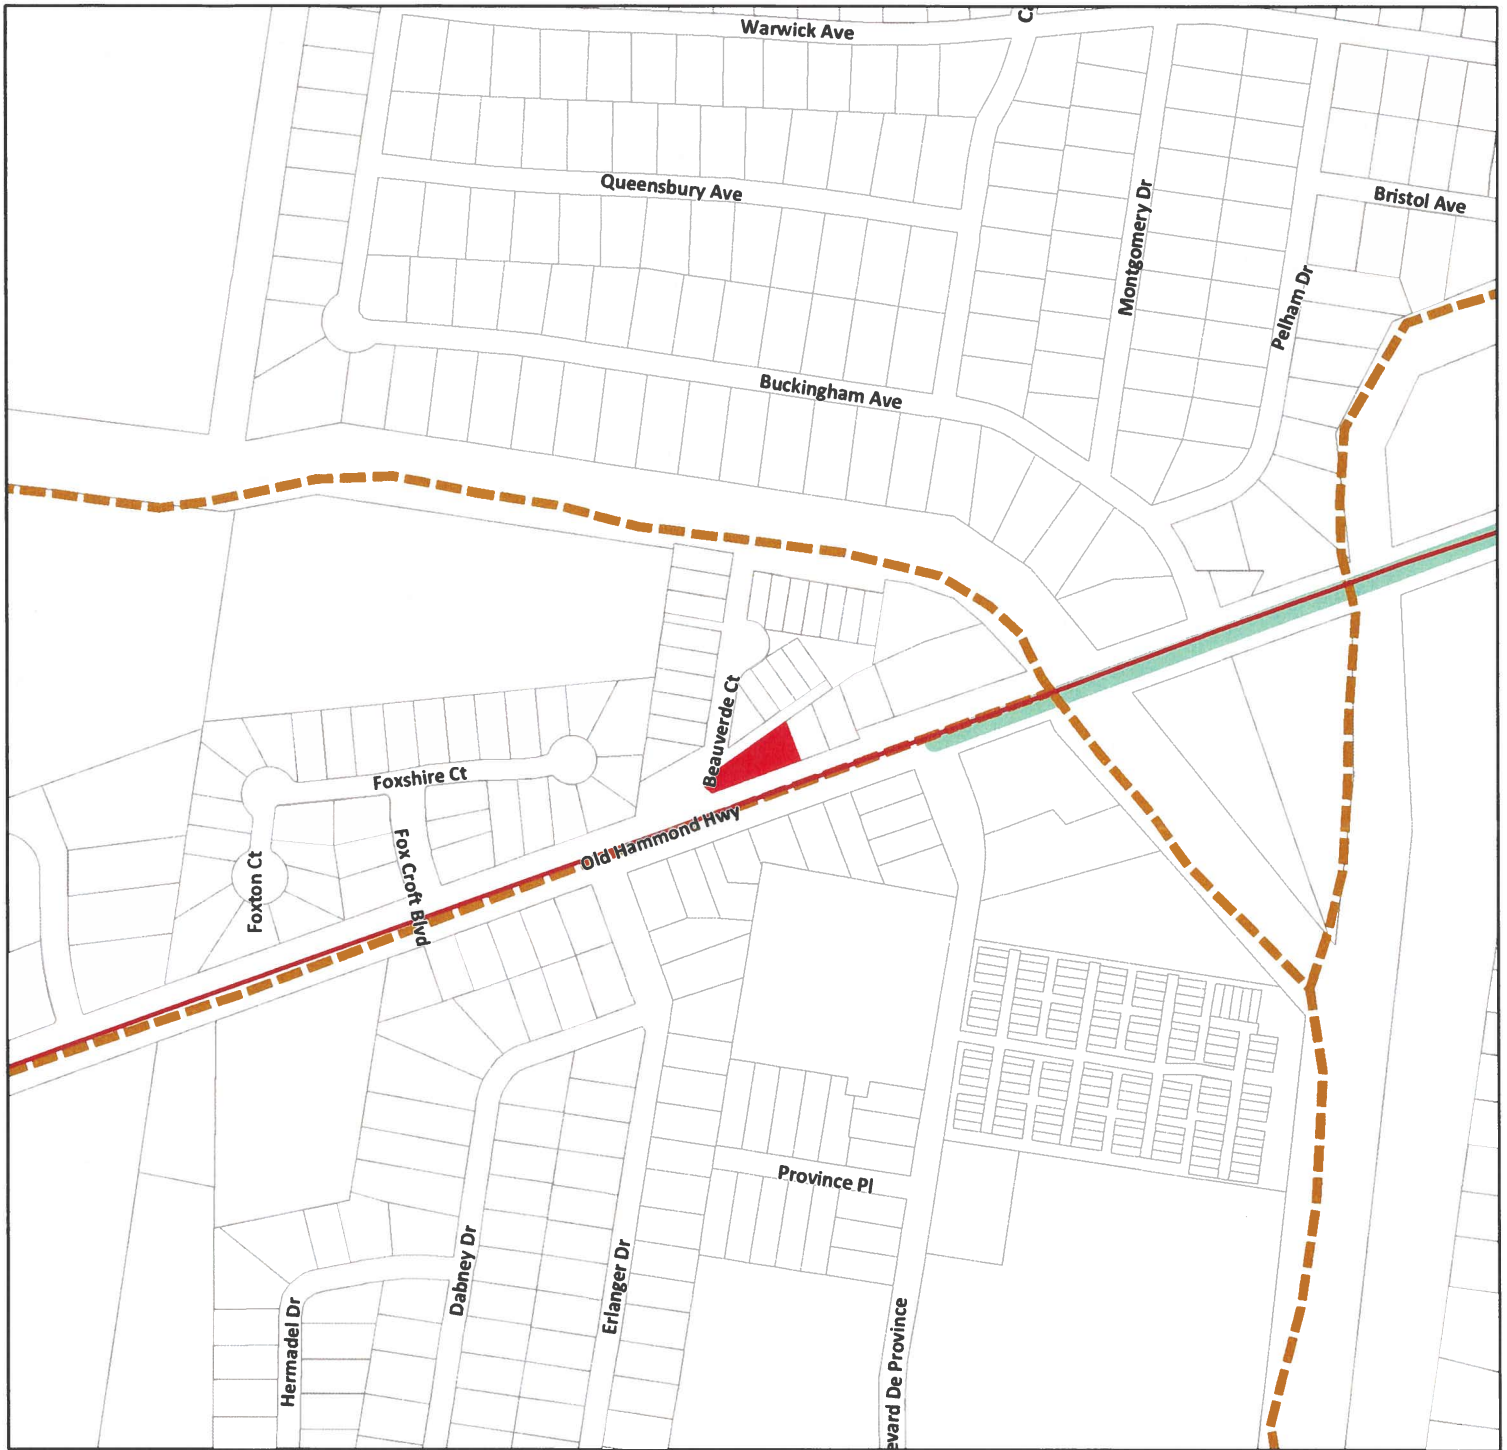 Warwick Ave
Queensbury Ave
Bristol Ave
Montgomery Dr
Pelham Dr
Buckingham Ave
Beauverde Ct
Foxshire Ct
Old Hammond Hwy
Fox Croft Blvd
Foxton Ct
Province Pl
Dabney Dr
Erlanger Dr
Hermadel Dr
evard De Province